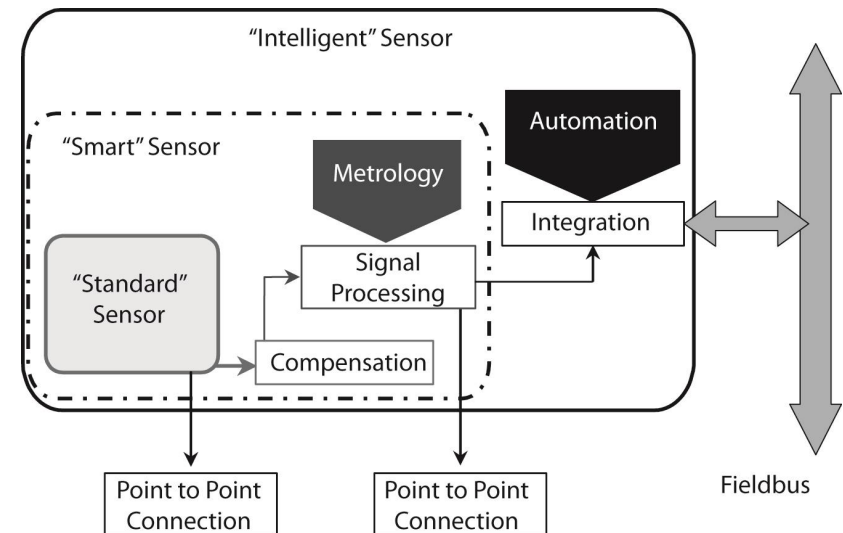 “Intelligent” Sensor
Automation
“Smart” Sensor
Metrology
Integration
Signal
Processing
“Standard”
Sensor
Compensation
Point to Point
Connection
Point to Point
Connection
Fieldbus